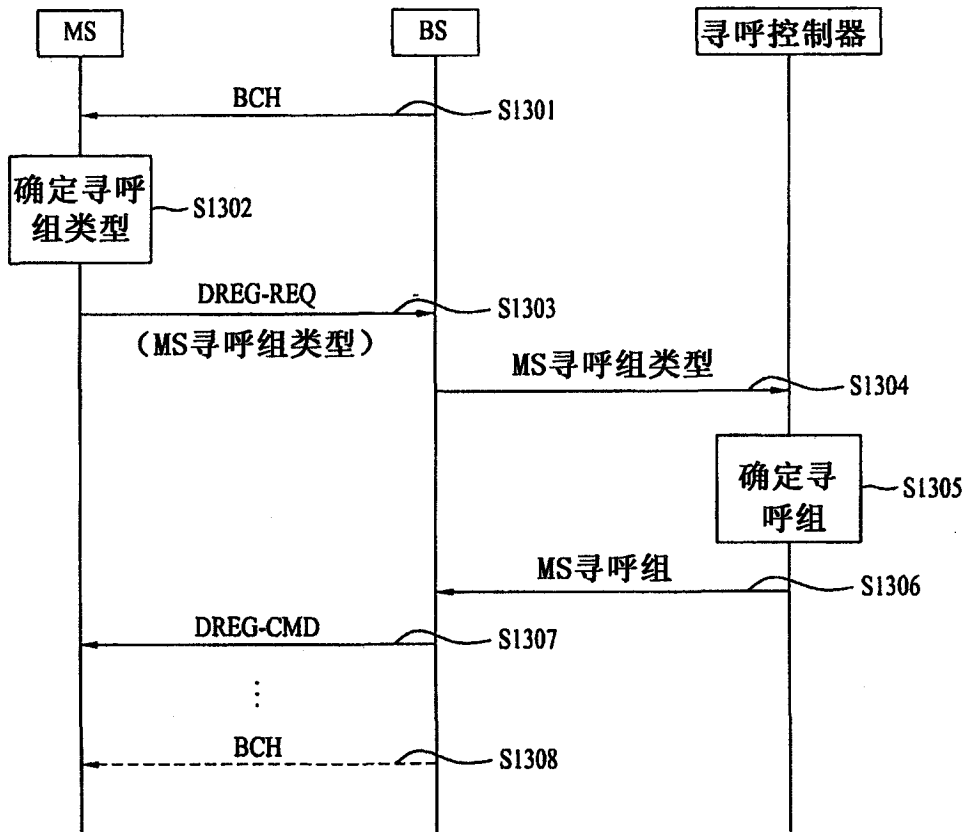 MS
BS
寻呼控制器
BCH
S1301
确定寻呼
组类型
S1302
DREG-REQ
S1303
（MS寻呼组类型）
MS寻呼组类型
S1304
确定寻
呼组
S1305
MS寻呼组
S1306
DREG-CMD
S1307
BCH
S1308